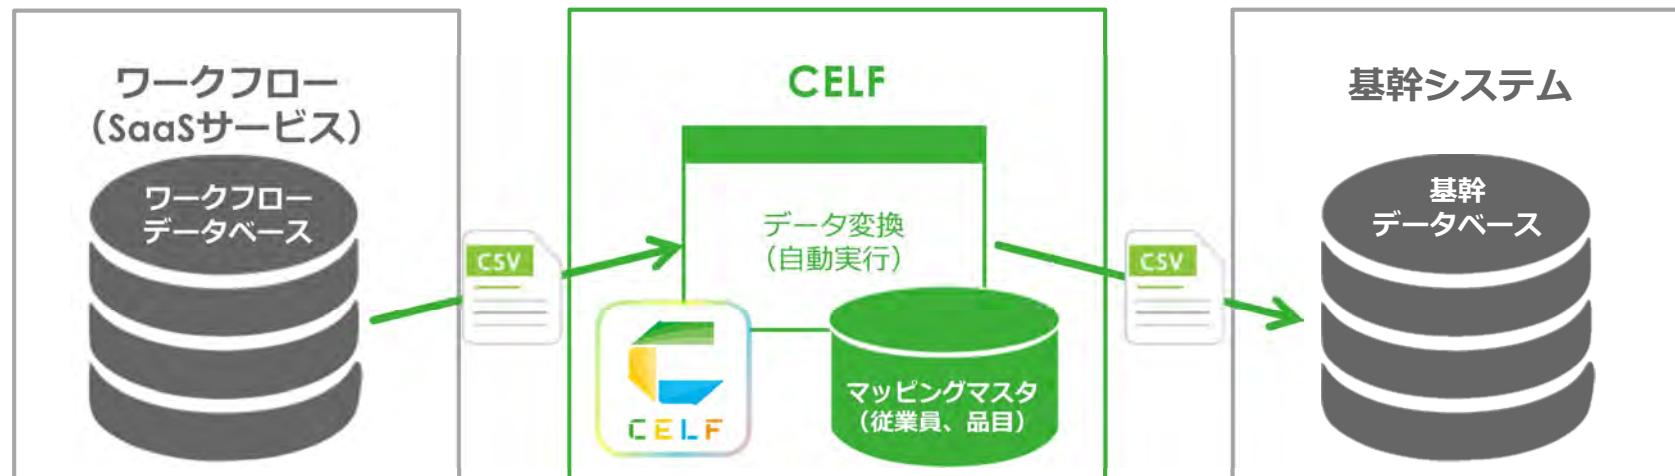 ワークフロー
（SaaSサービス）
ワークフロー
データベース
CSV
CELF
データ変換
（自動実行）
CELF
マッピングマスタ
（従業員、品目）
CSV
基幹システム
基幹
データベース